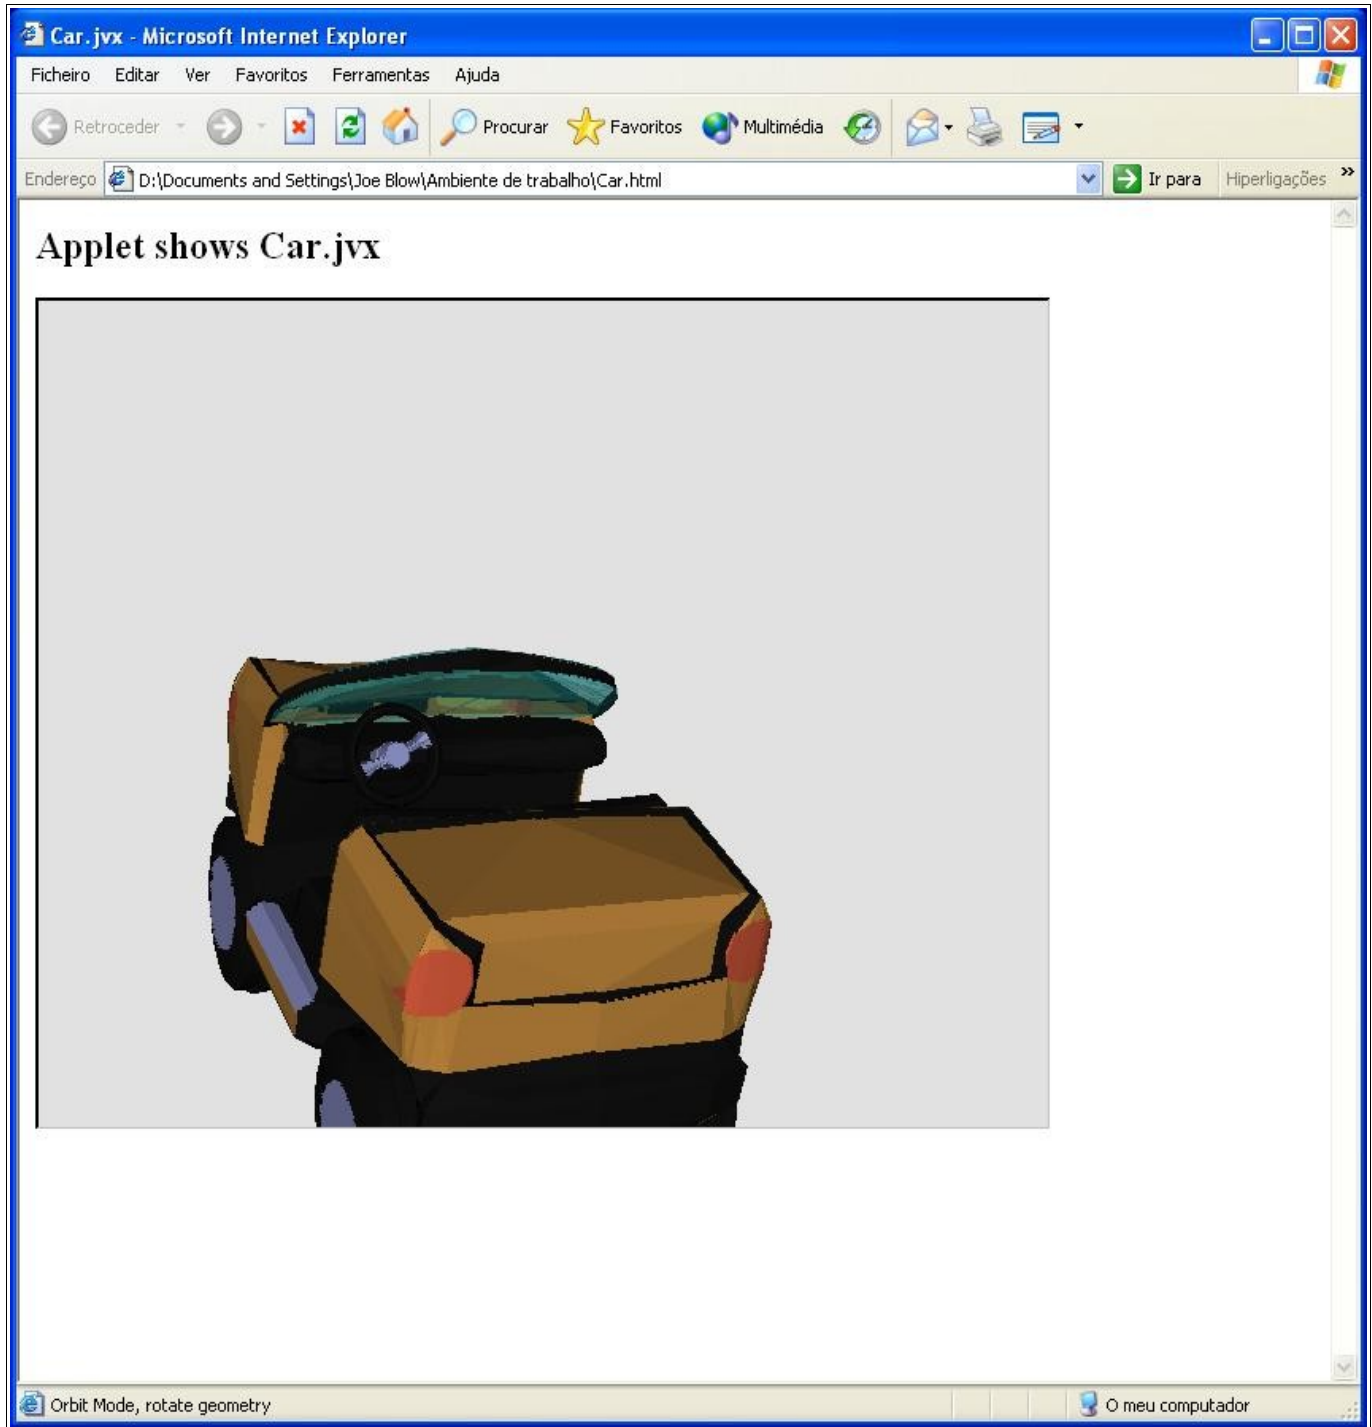 Car.jvx - Microsoft Internet Explorer
Ficheiro Editar Ver Favoritos Ferramentas Ajuda
Retroceder Procurar Favoritos Multimédia
Endereço D:\Documents and Settings\Joe Blow\Ambiente de trabalho\Car.html Ir para Hiperligações »
Applet shows Car.jvx
Orbit Mode, rotate geometry O meu computador